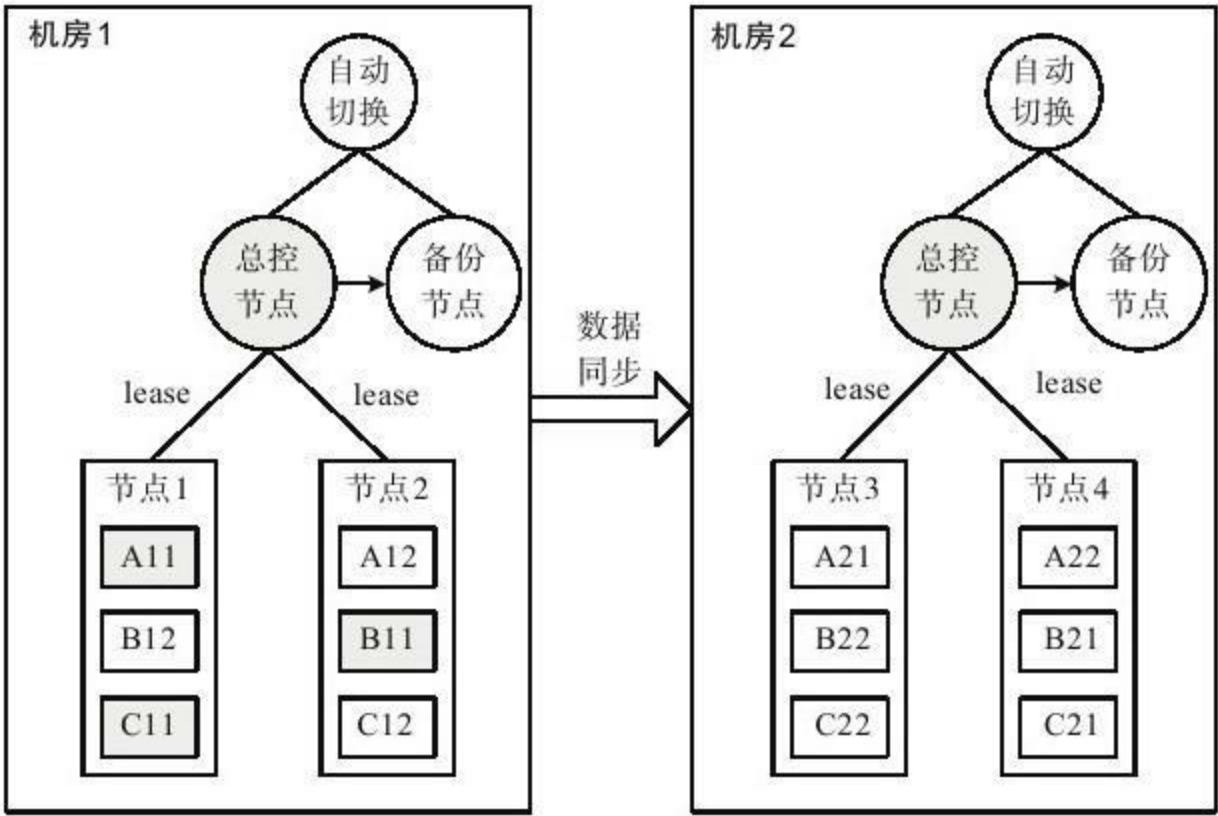 机房1
自动
切换
总控
节点
备份
节点
lease
lease
节点1
A11
B12
C11
节点2
A12
B11
C12
数据
同步
机房2
自动
切换
总控
节点
备份
节点
lease
lease
节点3
A21
B22
C22
节点4
A22
B21
C21